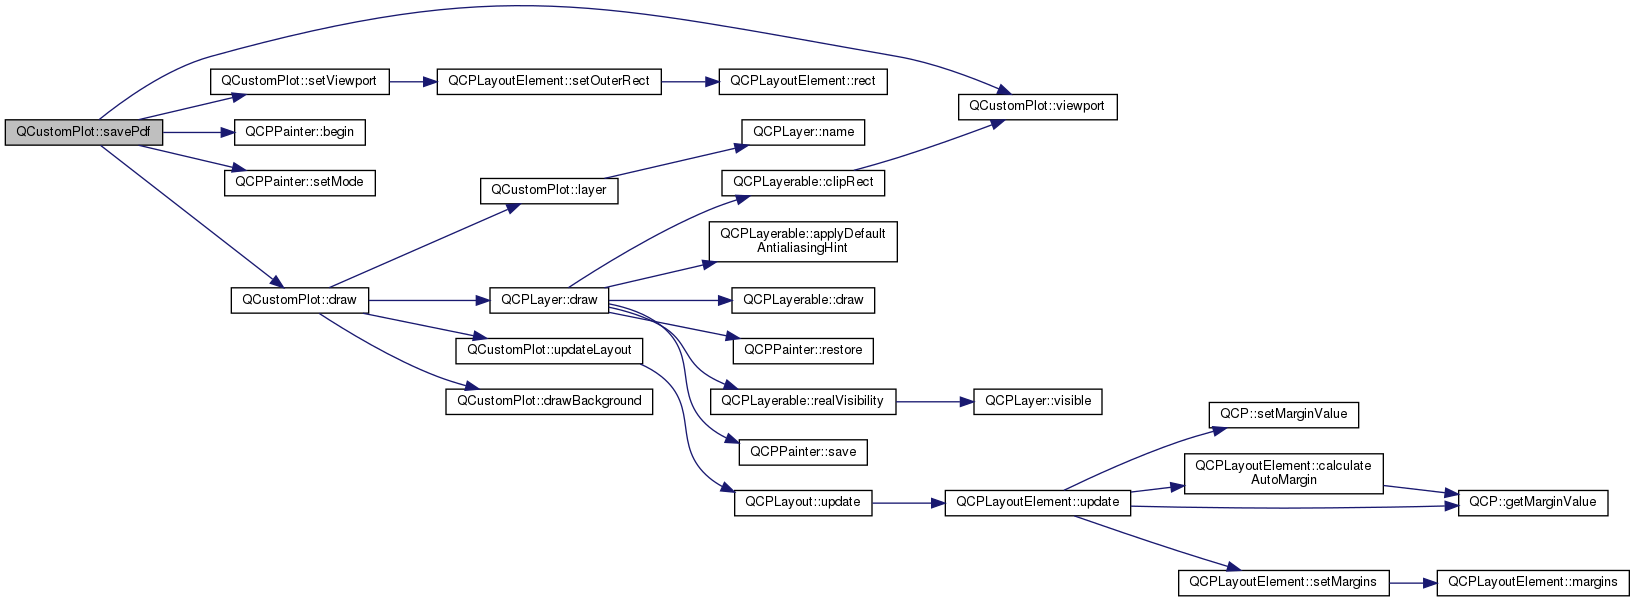 QCustomPlot::savePdf
QCustomPlot::setViewport
QCPLayoutElement::setOuterRect
QCPLayoutElement::rect
QCustomPlot::viewport
QCPPainter::begin
QCPPainter::setMode
QCustomPlot::draw
QCustomPlot::layer
QCPLayer::name
QCPLayer::draw
QCPLayerable::clipRect
QCPLayerable::applyDefault
AntialiasingHint
QCPLayerable::draw
QCPPainter::restore
QCPLayerable::realVisibility
QCPLayer::visible
QCPPainter::save
QCustomPlot::updateLayout
QCustomPlot::drawBackground
QCPLayout::update
QCPLayoutElement::update
QCP::setMarginValue
QCPLayoutElement::calculate
AutoMargin
QCP::getMarginValue
QCPLayoutElement::setMargins
QCPLayoutElement::margins